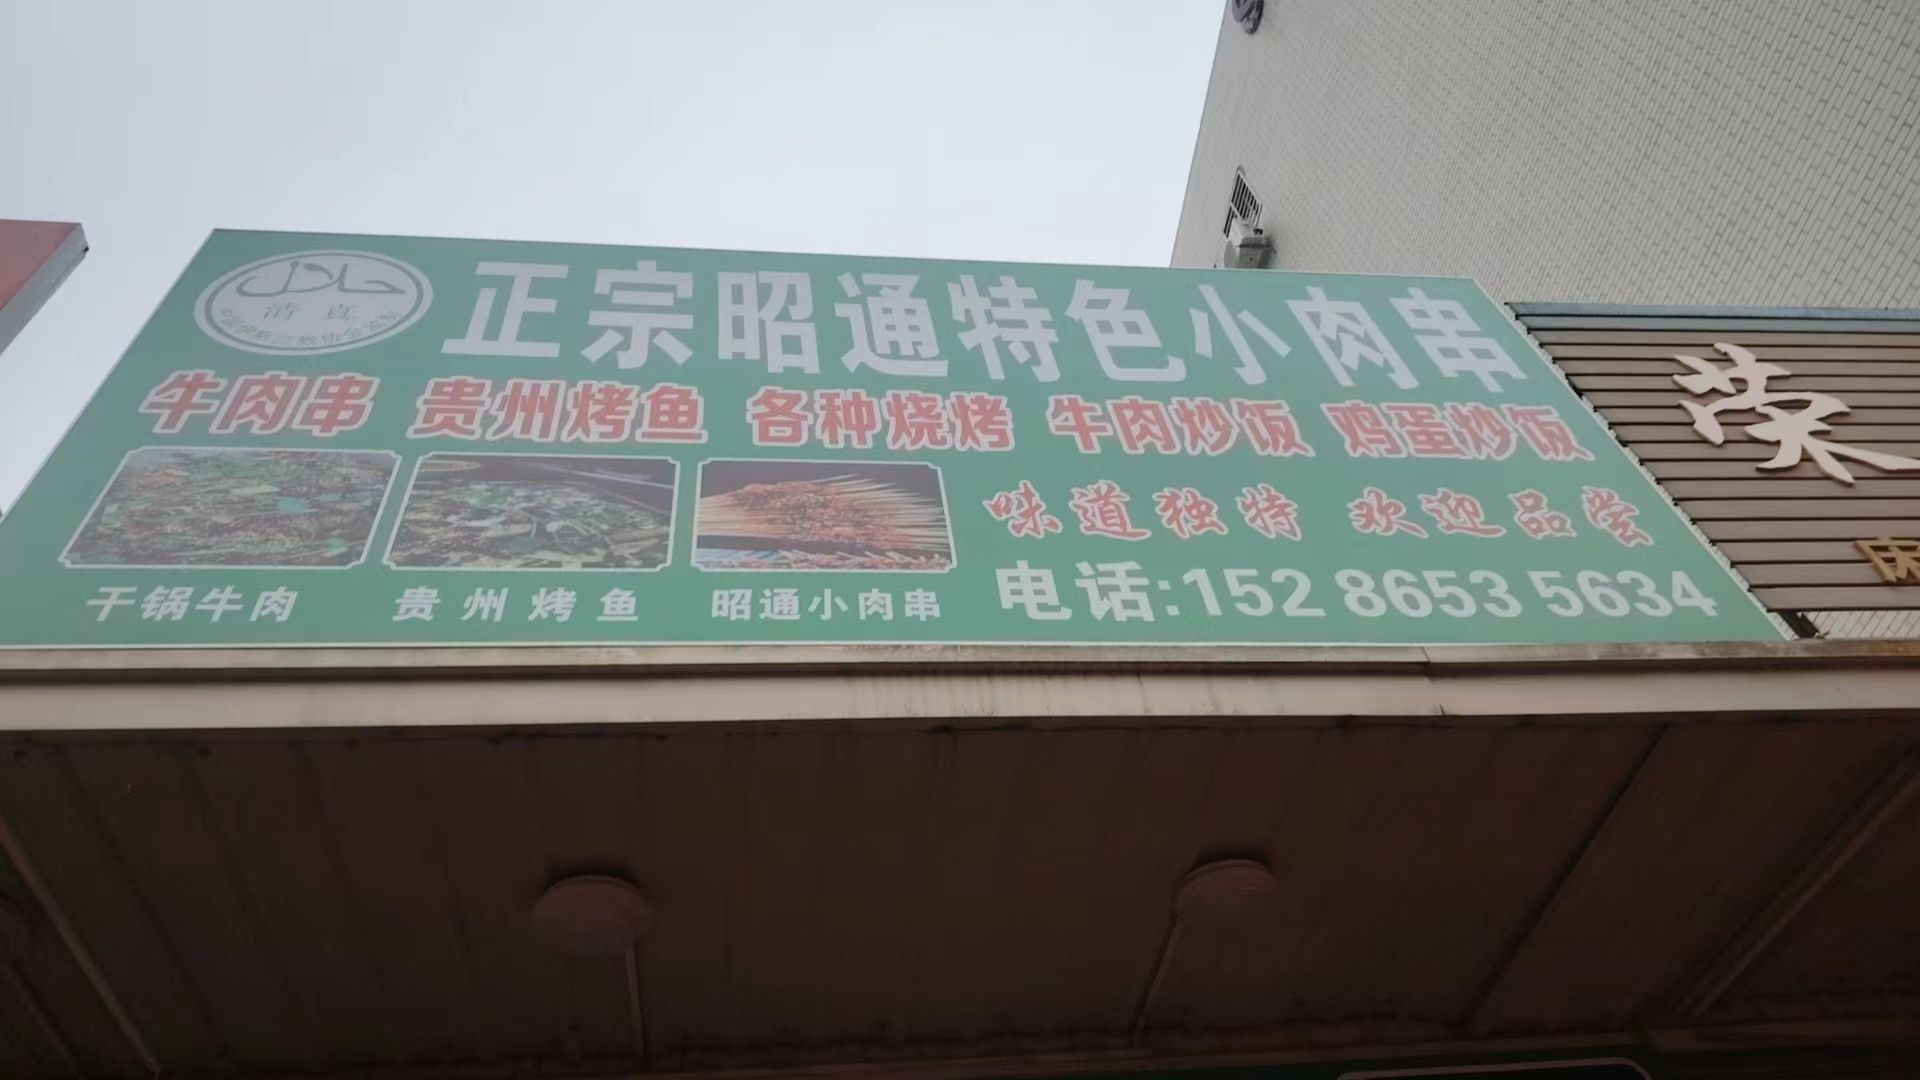 حلال
清真
正宗昭通特色小肉串
牛肉串 贵州烤鱼 各种烧烤 牛肉炒饭 鸡蛋炒饭
味道独特 欢迎品尝
干锅牛肉 贵州烤鱼 昭通小肉串
电话:152 8653 5634
荣
床